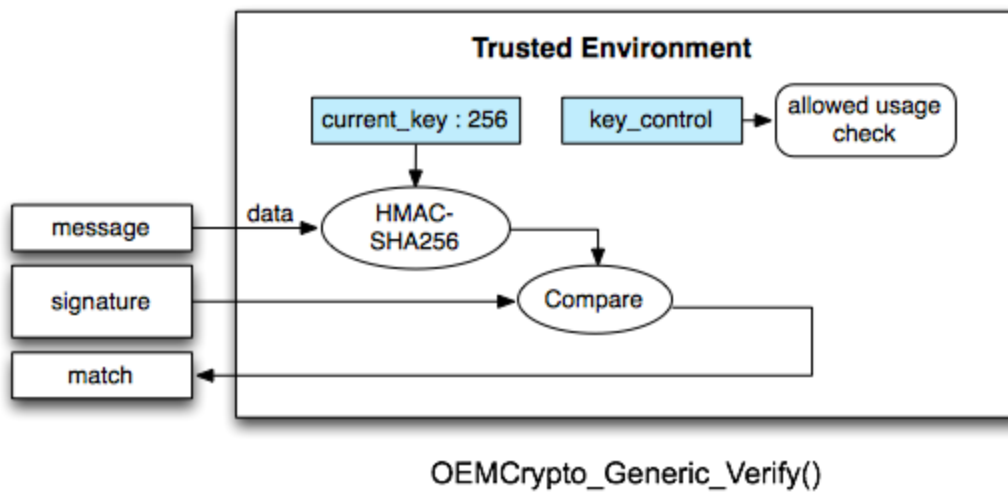 Trusted Environment
current_key : 256
key_control
allowed usage
check
message
data
HMAC-
SHA256
signature
Compare
match
OEMCrypto_Generic_Verify()